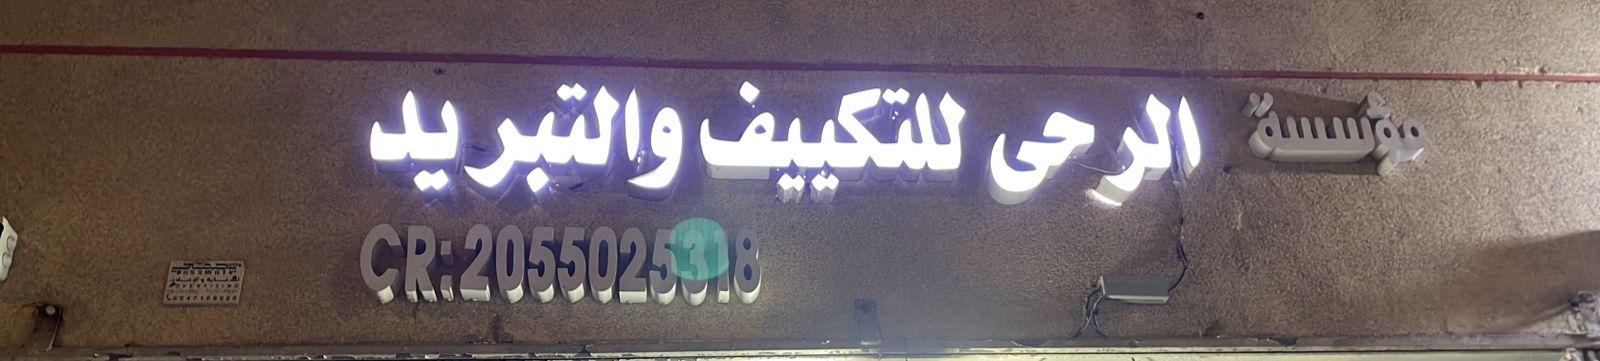 مؤسسة الرحى للتكييف والتبريد
CR: 2055025318